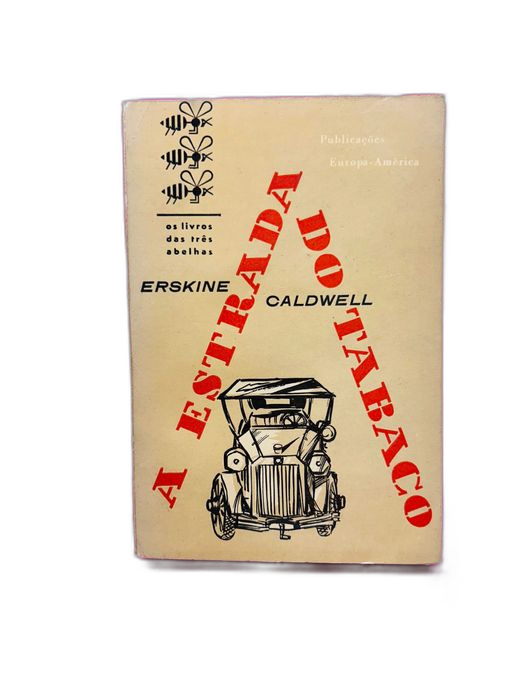 Publicações
Europa-América
os livros
das três
abelhas
ERSKINE CALDWELL
A ESTRADA
DO TABACO